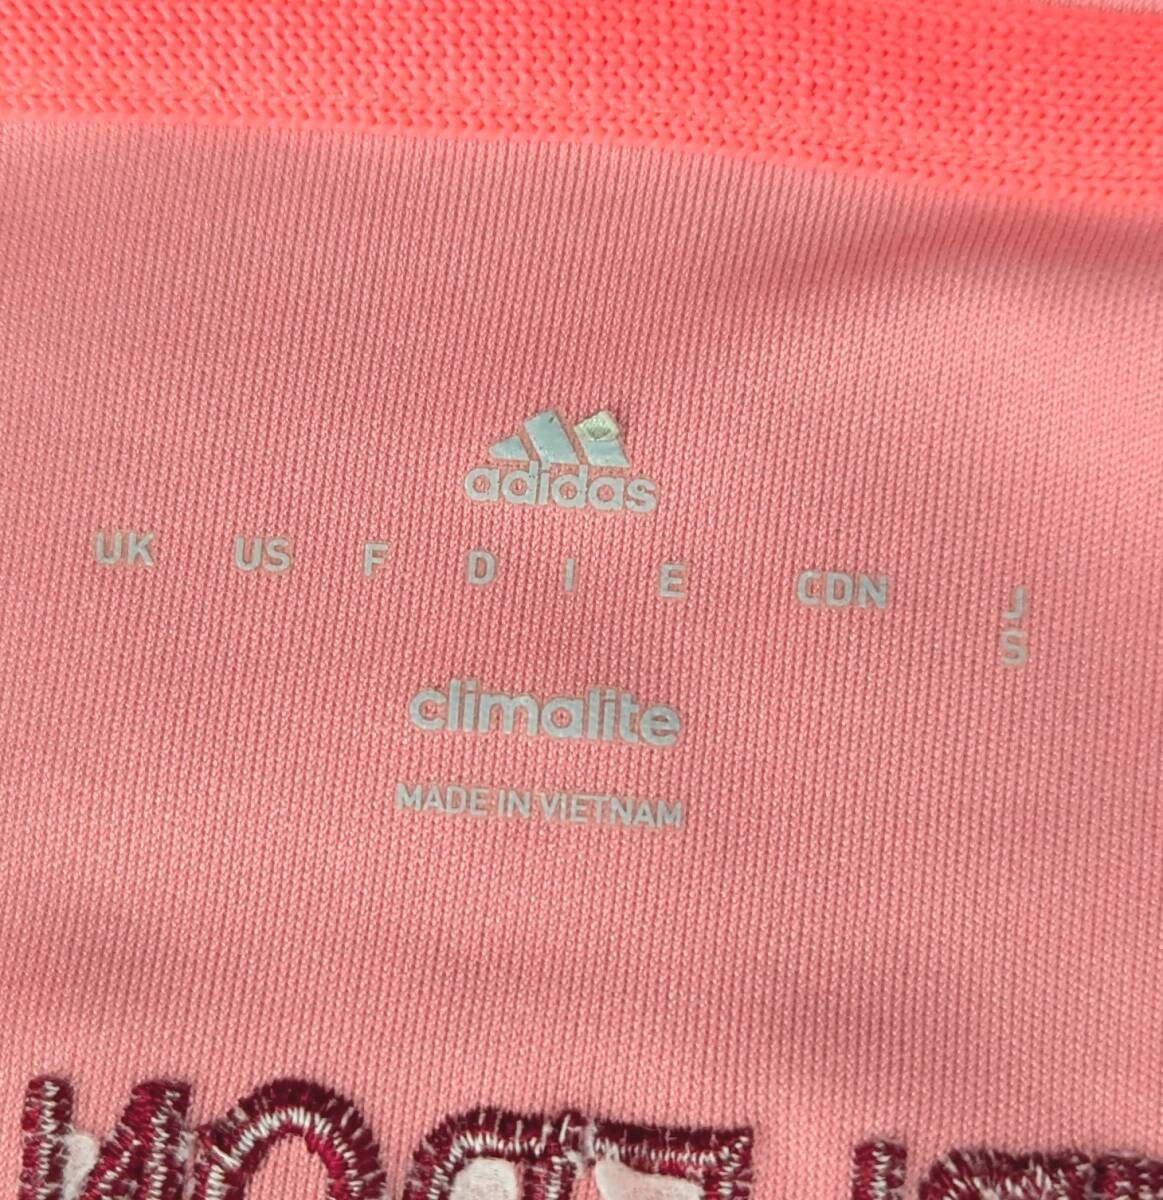 adidas
UK US F D I E CDN J
S
climalite
MADE IN VIETNAM